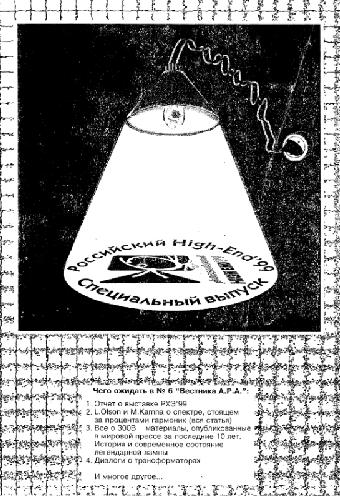 Российский High-End'99
Специальный выпуск
Чего ожидать в № 6 "Вестника А.Р.А.":
1. Отчет о выставке РХЭ'99
2. L.Olson и M.Karna о спектре, стоящем
за процентами гармоник (вся статья)
3. Все о 300B материалы, опубликованные
в мировой прессе за последние 10 лет.
История и современное состояние
легендарной лампы
4. Диалоги о трансформаторах
И многое другое...